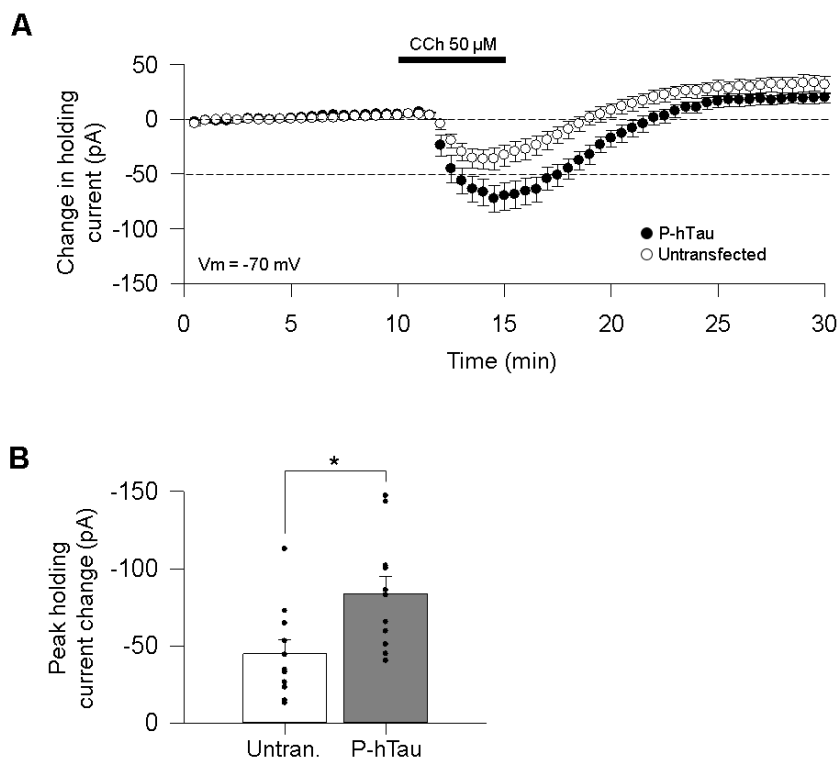 A
CCh 50 µM
Change in holding
current (pA)
50
0
-50
-100
-150
P-hTau
Untransfected
Vm = -70 mV
0 5 10 15 20 25 30
Time (min)
B
*
Peak holding
current change (pA)
-150
-100
-50
0
Untran. P-hTau